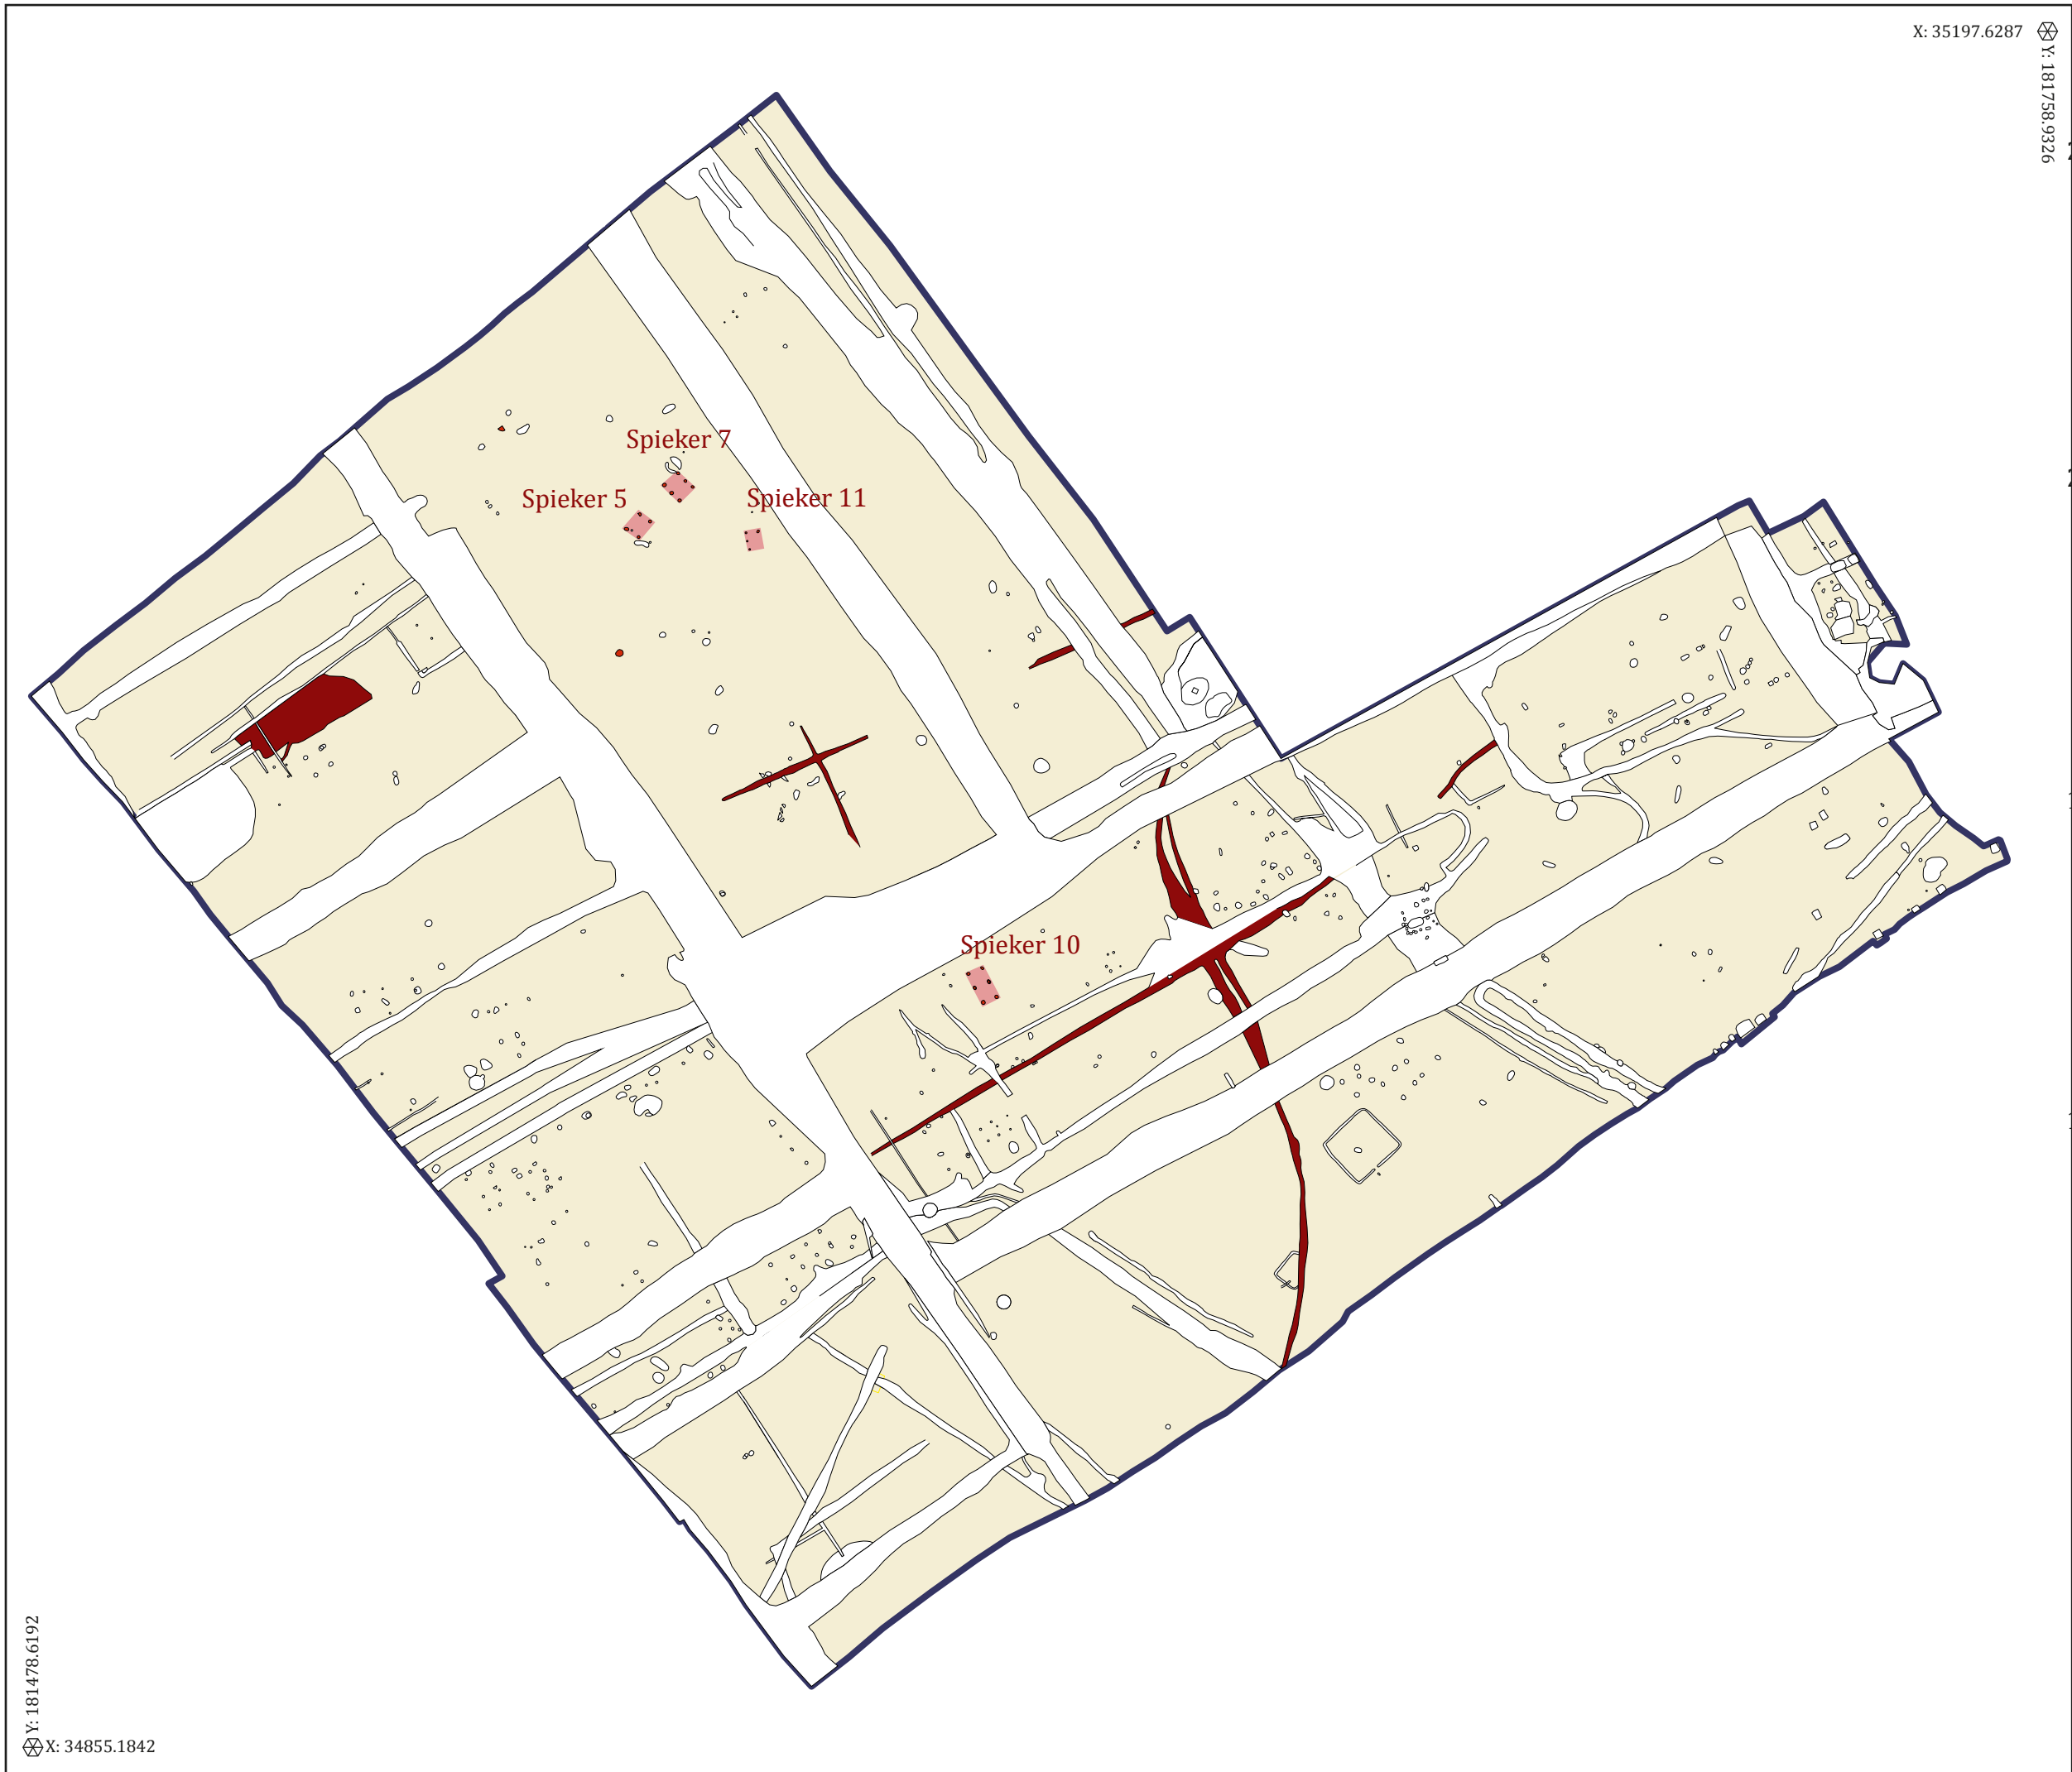 X: 35197.6287
Y: 181758.9326
Spieker 7
Spieker 5
Spieker 11
Spieker 10
Y: 181478.6192
X: 34855.1842